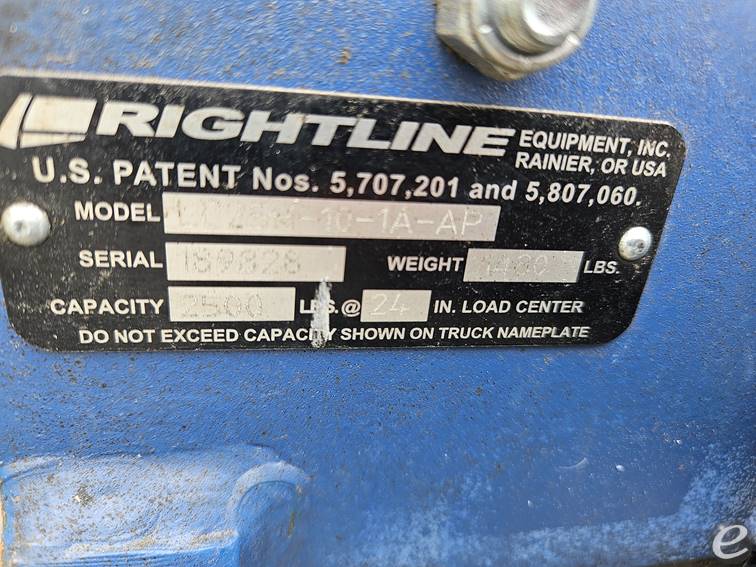 RIGHTLINE EQUIPMENT, INC.
RAINIER, OR USA
U.S. PATENT Nos. 5,707,201 and 5,807,060.
MODEL
SERIAL 189828 WEIGHT LBS.
CAPACITY 2500 LBS.@ 24 IN. LOAD CENTER
DO NOT EXCEED CAPACITY SHOWN ON TRUCK NAMEPLATE
e